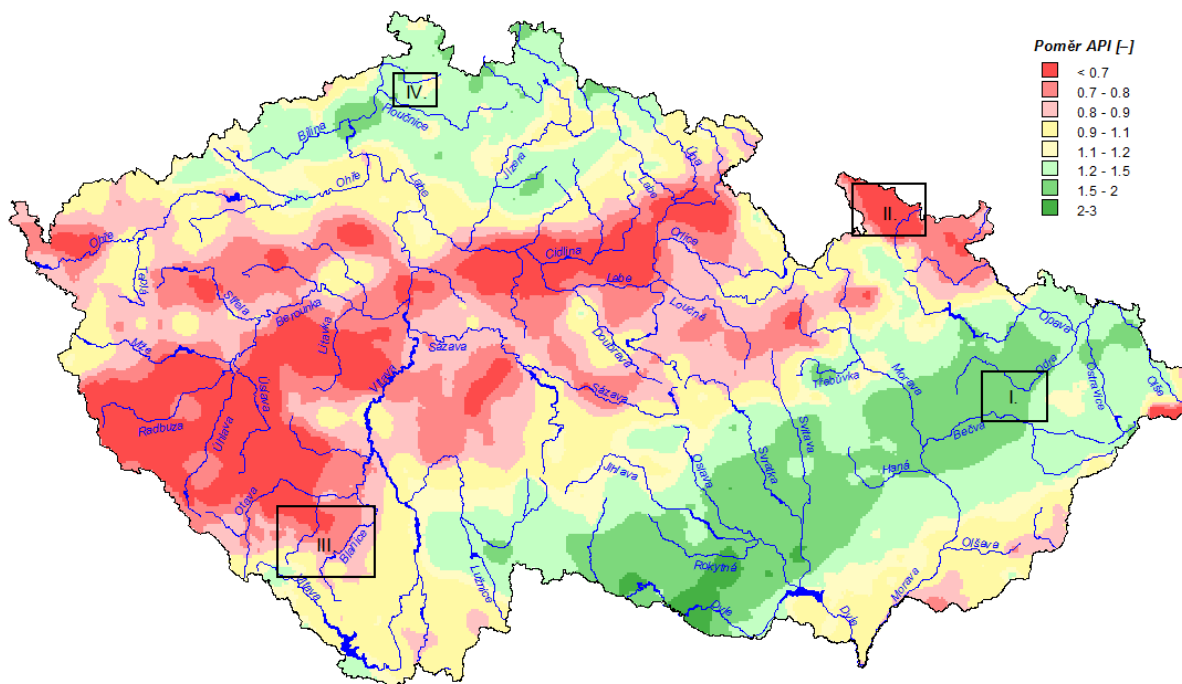 Poměr API [–]
< 0.7
0.7 - 0.8
0.8 - 0.9
0.9 - 1.1
1.1 - 1.2
1.2 - 1.5
1.5 - 2
2-3
IV.
Ploučnice
Bílina
Ohře
Labe
Jizera
Labe
Úpa
II.
Ohře
Teplá
Střela
Berounka
Litavka
Cidlina
Labe
Orlice
Loučná
Mže
Úslava
Radbuza
Úhlava
Vltava
Sázava
Doubrava
Sázava
Třebůvka
Morava
Opava
Odra
Ostravice
Olše
I.
Bečva
Haná
Svitava
Svratka
Oslava
Jihlava
Otava
III.
Blanice
Lužnice
Rokytná
Dyje
Dyje
Morava
Olšava